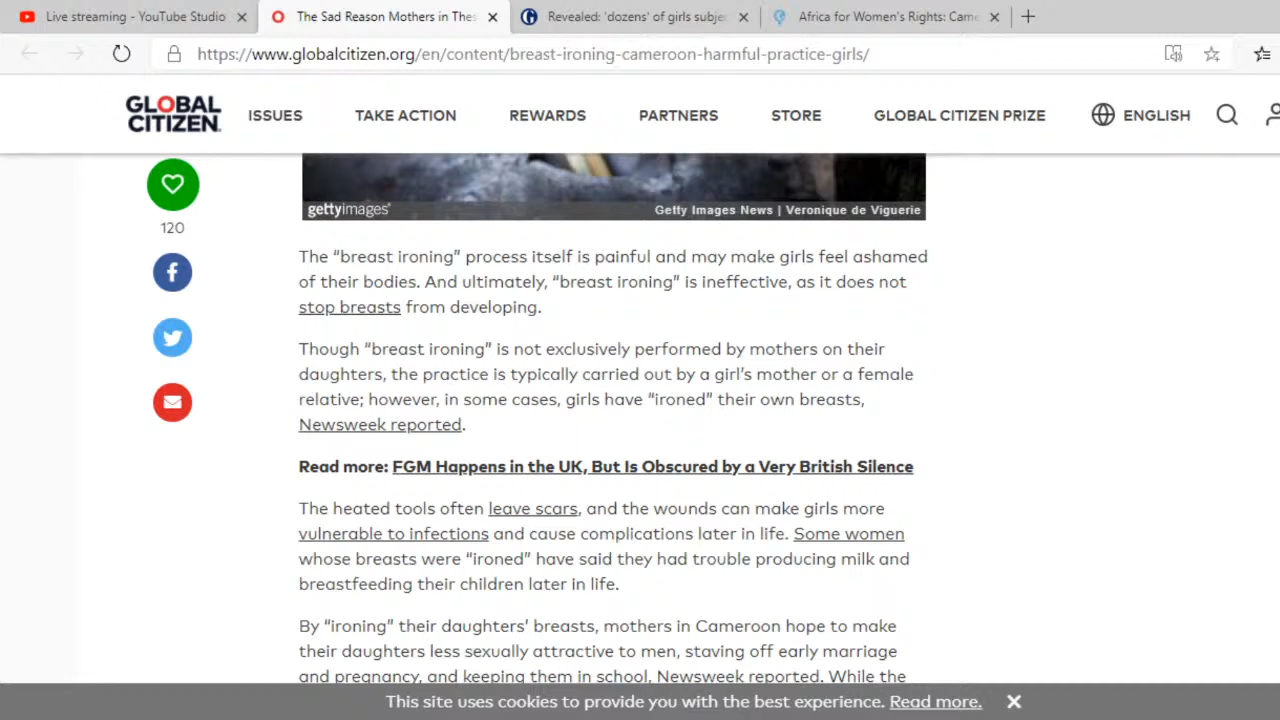 Live streaming - YouTube Studio
The Sad Reason Mothers in Thes
Revealed: 'dozens' of girls subje
Africa for Women's Rights: Came
https://www.globalcitizen.org/en/content/breast-ironing-cameroon-harmful-practice-girls/
GLOBAL
CITIZEN.
ISSUES
TAKE ACTION
REWARDS
PARTNERS
STORE
GLOBAL CITIZEN PRIZE
ENGLISH
120
gettyimages®
Getty Images News | Veronique de Viguerie
The “breast ironing” process itself is painful and may make girls feel ashamed
of their bodies. And ultimately, “breast ironing” is ineffective, as it does not
stop breasts from developing.
Though “breast ironing” is not exclusively performed by mothers on their
daughters, the practice is typically carried out by a girl’s mother or a female
relative; however, in some cases, girls have “ironed” their own breasts,
Newsweek reported.
Read more: FGM Happens in the UK, But Is Obscured by a Very British Silence
The heated tools often leave scars, and the wounds can make girls more
vulnerable to infections and cause complications later in life. Some women
whose breasts were “ironed” have said they had trouble producing milk and
breastfeeding their children later in life.
By “ironing” their daughters’ breasts, mothers in Cameroon hope to make
their daughters less sexually attractive to men, staving off early marriage
and pregnancy, and keeping them in school, Newsweek reported. While the
This site uses cookies to provide you with the best experience. Read more.